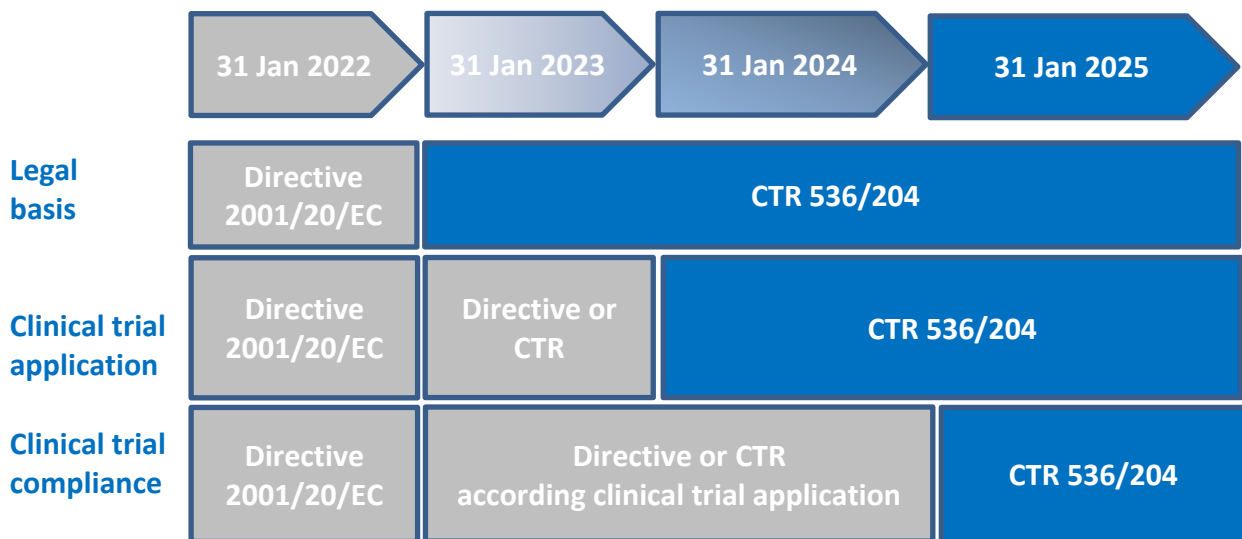 31 Jan 2022
31 Jan 2023
31 Jan 2024
31 Jan 2025
Legal
basis
Directive
2001/20/EC
CTR 536/204
Clinical trial
application
Directive
2001/20/EC
Directive or
CTR
CTR 536/204
Clinical trial
compliance
Directive
2001/20/EC
Directive or CTR
according clinical trial application
CTR 536/204